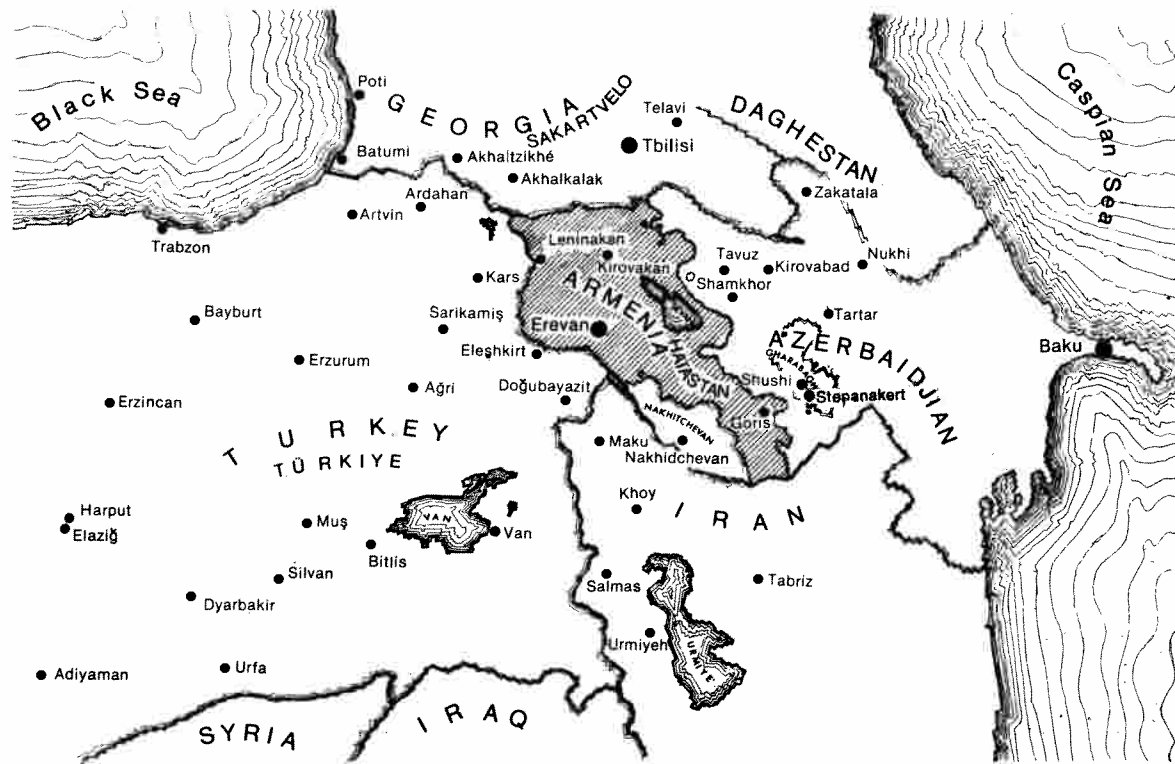 Black Sea
Poti
GEORGIA
SAKARTVELO
Telavi
DAGHESTAN
Caspian Sea
Tbilisi
Batumi
Akhaltzikhé
Akhalkalak
Ardahan
Artvin
Zakatala
Trabzon
Leninakan
Kirovakan
Tavuz
Kirovabad
Nukhi
Kars
Shamkhor
ARMENIA
HAIASTAN
Bayburt
Sarikamiş
Erevan
Tartar
AZERBAIDJIAN
Baku
Eleşkirt
Erzurum
GHARABAGH
Ağri
Doğubayazit
Shushi
Stepanakert
Erzincan
NAKHITCHEVAN
Goris
TURKEY
TÜRKIYE
Maku
Nakhidchevan
Khoy
IRAN
Harput
Elaziğ
Muş
VAN
Van
Bitlis
Silvan
Salmas
Tabriz
Dyarbakir
Urmiyeh
URMIYE
Adiyaman
Urfa
SYRIA
IRAQ